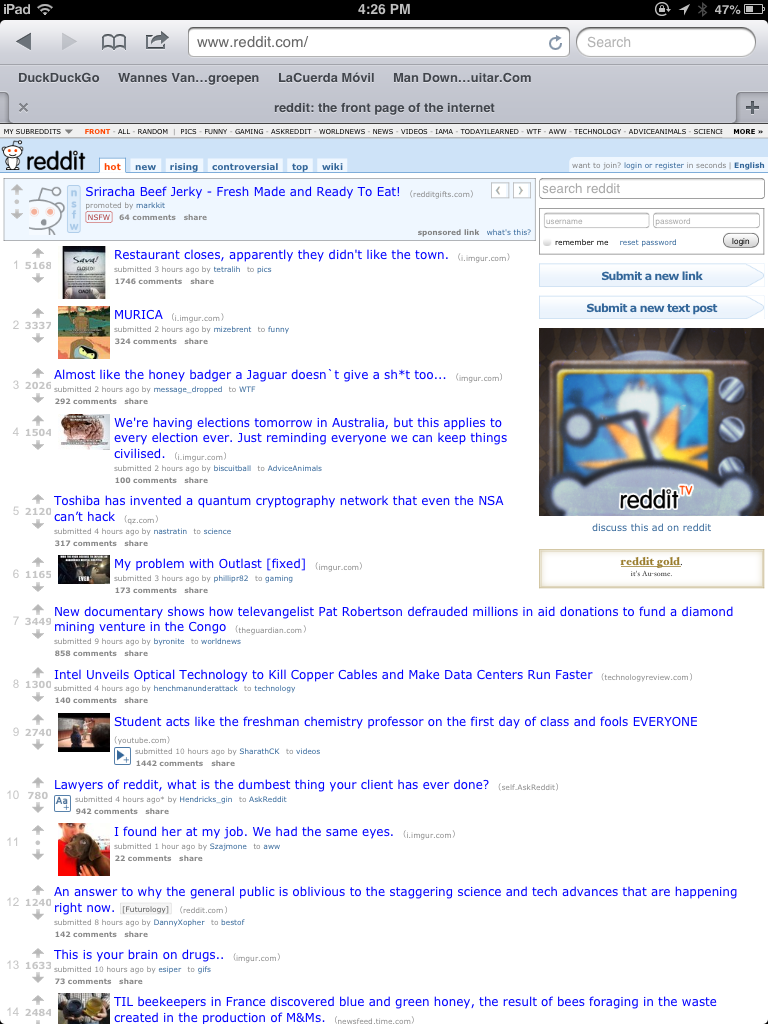 iPad 4:26 PM 47%
www.reddit.com/ Search
DuckDuckGo Wannes Van...groepen LaCuerda Móvil Man Down...uitar.Com
reddit: the front page of the internet
MY SUBREDDITS FRONT - ALL - RANDOM | PICS - FUNNY - GAMING - ASKREDDIT - WORLDNEWS - NEWS - VIDEOS - IAMA - TODAYILEARNED - WTF - AWW - TECHNOLOGY - ADVICEANIMALS - SCIENCE MORE »
reddit hot new rising controversial top wiki
want to join? login or register in seconds | English
nsfw
Sriracha Beef Jerky - Fresh Made and Ready To Eat! (redditgifts.com)
promoted by markkit
NSFW 64 comments share
sponsored link what's this?
search reddit
username password
remember me reset password login
Submit a new link
Submit a new text post
reddit TV
discuss this ad on reddit
reddit gold.
it's Au-some.
1 5168 Restaurant closes, apparently they didn't like the town. (i.imgur.com)
submitted 3 hours ago by tetralih to pics
1746 comments share
2 3337 MURICA (i.imgur.com)
submitted 2 hours ago by mizebrent to funny
324 comments share
3 2026 Almost like the honey badger a Jaguar doesn`t give a sh*t too... (imgur.com)
submitted 2 hours ago by message_dropped to WTF
292 comments share
4 1504 We're having elections tomorrow in Australia, but this applies to
every election ever. Just reminding everyone we can keep things
civilised. (i.imgur.com)
submitted 2 hours ago by biscuitball to AdviceAnimals
100 comments share
5 2120 Toshiba has invented a quantum cryptography network that even the NSA
can't hack (qz.com)
submitted 4 hours ago by nastratin to science
317 comments share
EVER
6 1165 My problem with Outlast [fixed] (imgur.com)
submitted 3 hours ago by phillipr82 to gaming
173 comments share
7 3449 New documentary shows how televangelist Pat Robertson defrauded millions in aid donations to fund a diamond
mining venture in the Congo (theguardian.com)
submitted 9 hours ago by byronite to worldnews
858 comments share
8 1300 Intel Unveils Optical Technology to Kill Copper Cables and Make Data Centers Run Faster (technologyreview.com)
submitted 4 hours ago by henchmanunderattack to technology
140 comments share
9 2740 Student acts like the freshman chemistry professor on the first day of class and fools EVERYONE
(youtube.com)
submitted 10 hours ago by SharathCK to videos
1442 comments share
10 780 Lawyers of reddit, what is the dumbest thing your client has ever done? (self.AskReddit)
Aa+ submitted 4 hours ago* by Hendricks_gin to AskReddit
942 comments share
11 • I found her at my job. We had the same eyes. (i.imgur.com)
submitted 1 hour ago by Szajmone to aww
22 comments share
12 1240 An answer to why the general public is oblivious to the staggering science and tech advances that are happening
right now. [Futurology] (reddit.com)
submitted 8 hours ago by DannyXopher to bestof
142 comments share
13 1633 This is your brain on drugs.. (imgur.com)
submitted 10 hours ago by esiper to gifs
73 comments share
14 2484 TIL beekeepers in France discovered blue and green honey, the result of bees foraging in the waste
created in the production of M&Ms. (newsfeed.time.com)